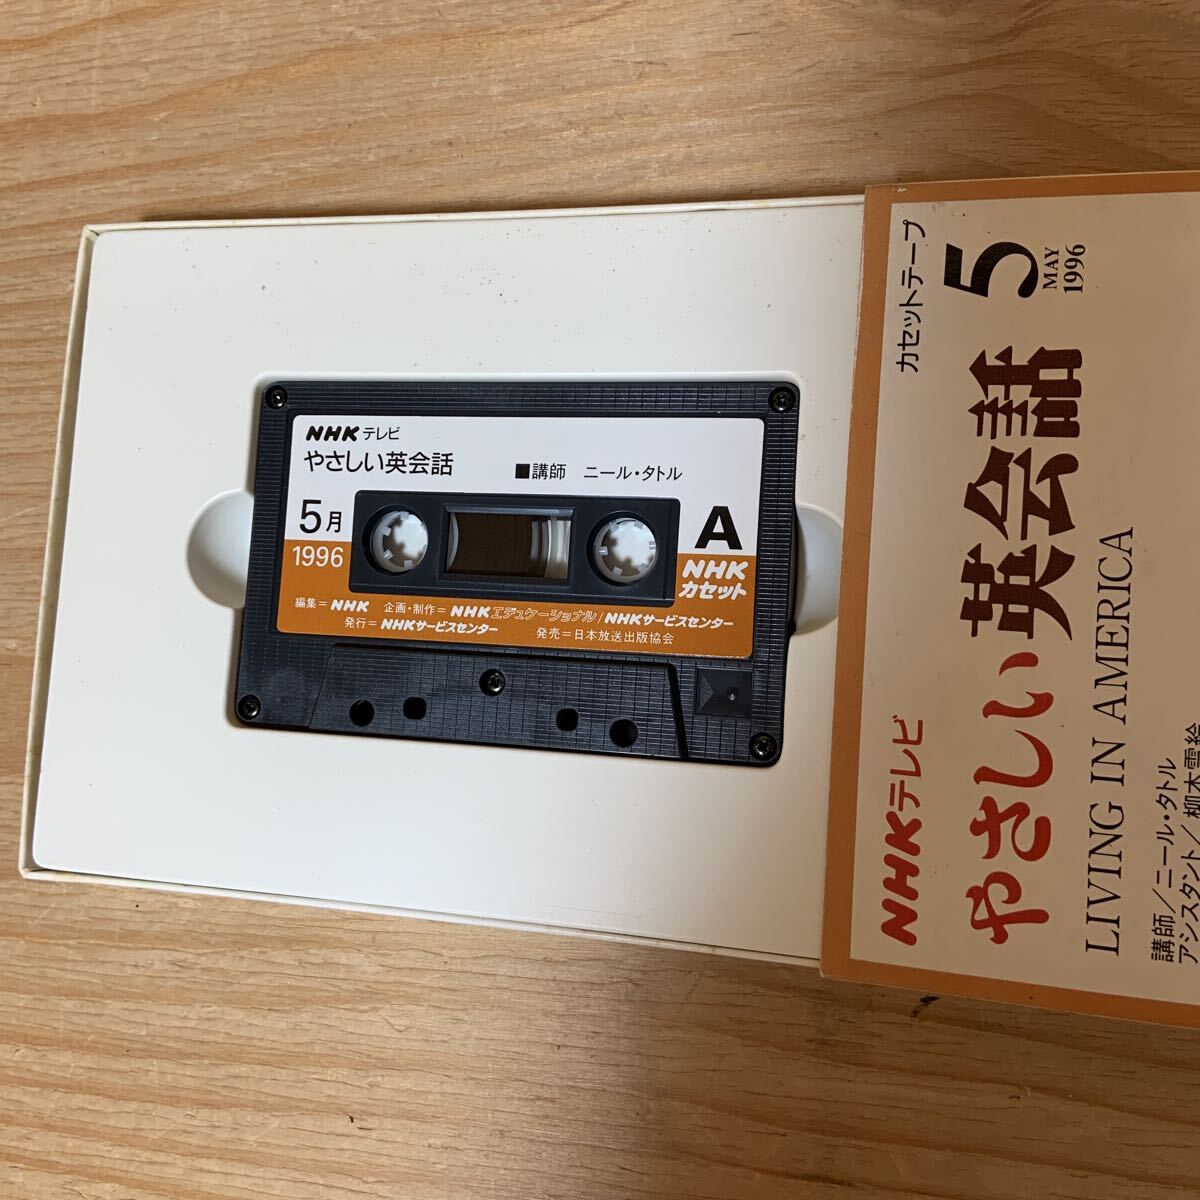 NHKテレビ
やさしい英会話
■講師 ニール・タトル
5月
1996
A
NHK
カセット
編集=NHK 企画・制作=NHKエデュケーショナル/NHKサービスセンター
発行=NHKサービスセンター 発売=日本放送出版協会
カセットテープ
5
MAY
1996
NHKテレビ
やさしい英会話
LIVING IN AMERICA
講師/ニール・タトル
アシスタント/柳木雪絵